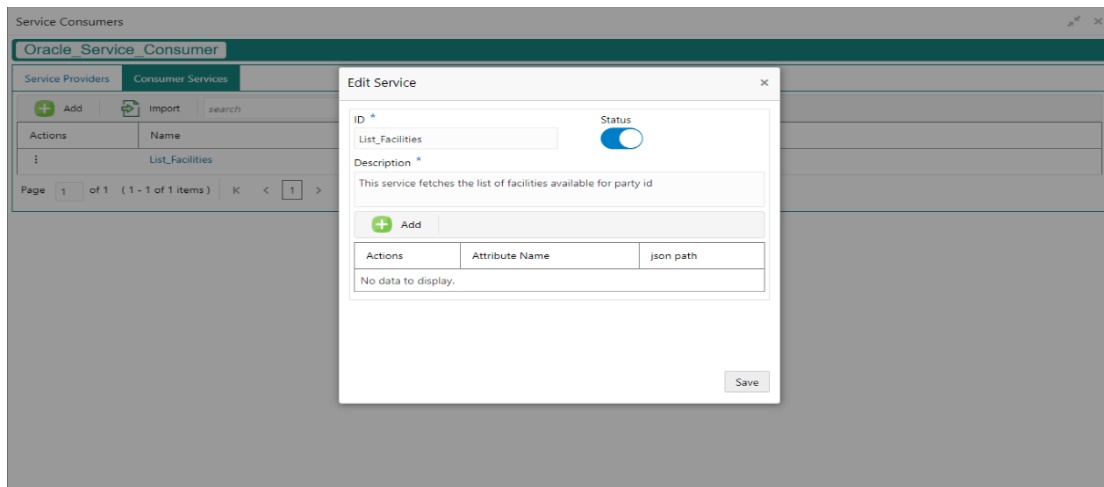 Service Consumers
Oracle_Service_Consumer
Service Providers Consumer Services
Add Import search
Actions Name
List_Facilities
Page 1 of 1 (1 - 1 of 1 items) K < 1 >
Edit Service
ID * Status
List_Facilities
Description *
This service fetches the list of facilities available for party id
Add
Actions Attribute Name json path
No data to display.
Save